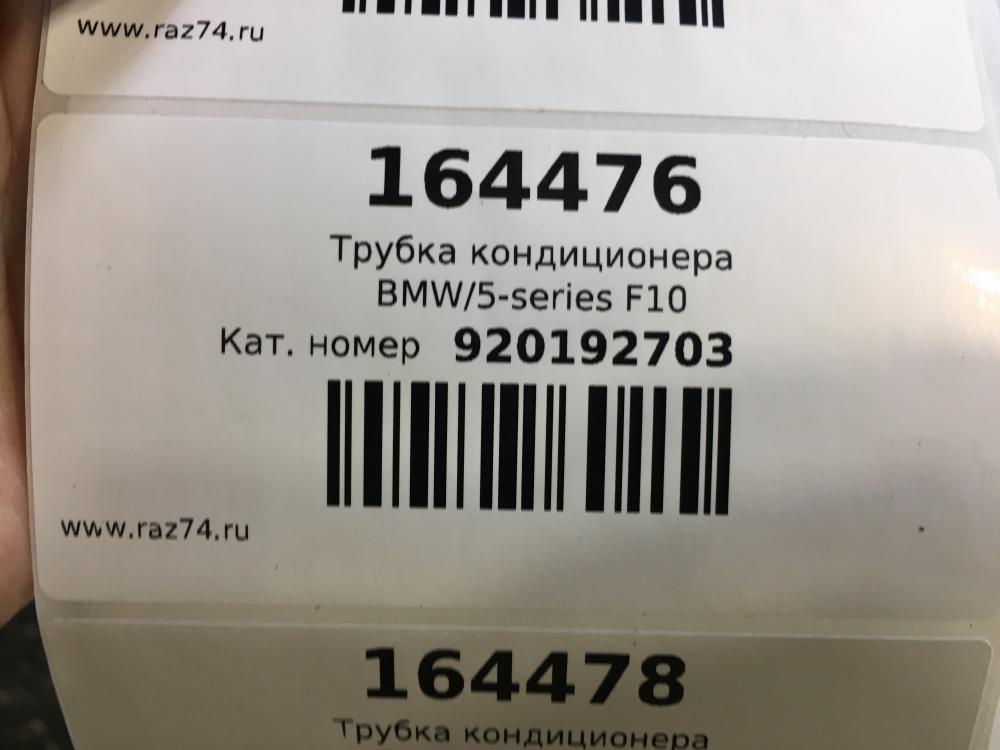 www.raz74.ru
164476
Трубка кондиционера
BMW/5-series F10
Кат. номер 920192703
www.raz74.ru
164478
Трубка кондиционера